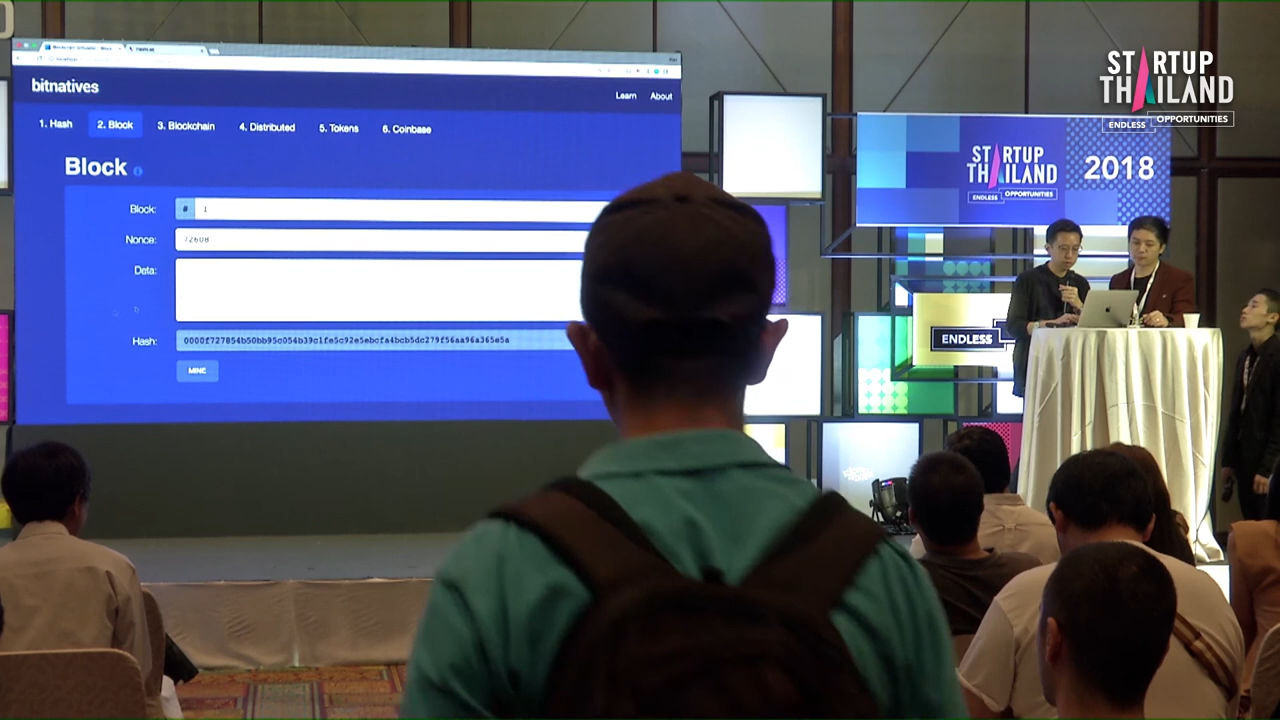 bitnatives
Learn About
1. Hash 2. Block 3. Blockchain 4. Distributed 5. Tokens 6. Coinbase
Block
Block: # 1
Nonce: 72608
Data:
Hash: 0000f727854b50bb95c054b39c1fe5c92e5ebcfa4bcb5dc279f56aa96a365e5a
MINE
STARTUP
THAILAND
ENDLESS OPPORTUNITIES
STARTUP
THAILAND
ENDLESS OPPORTUNITIES
2018
ENDLESS